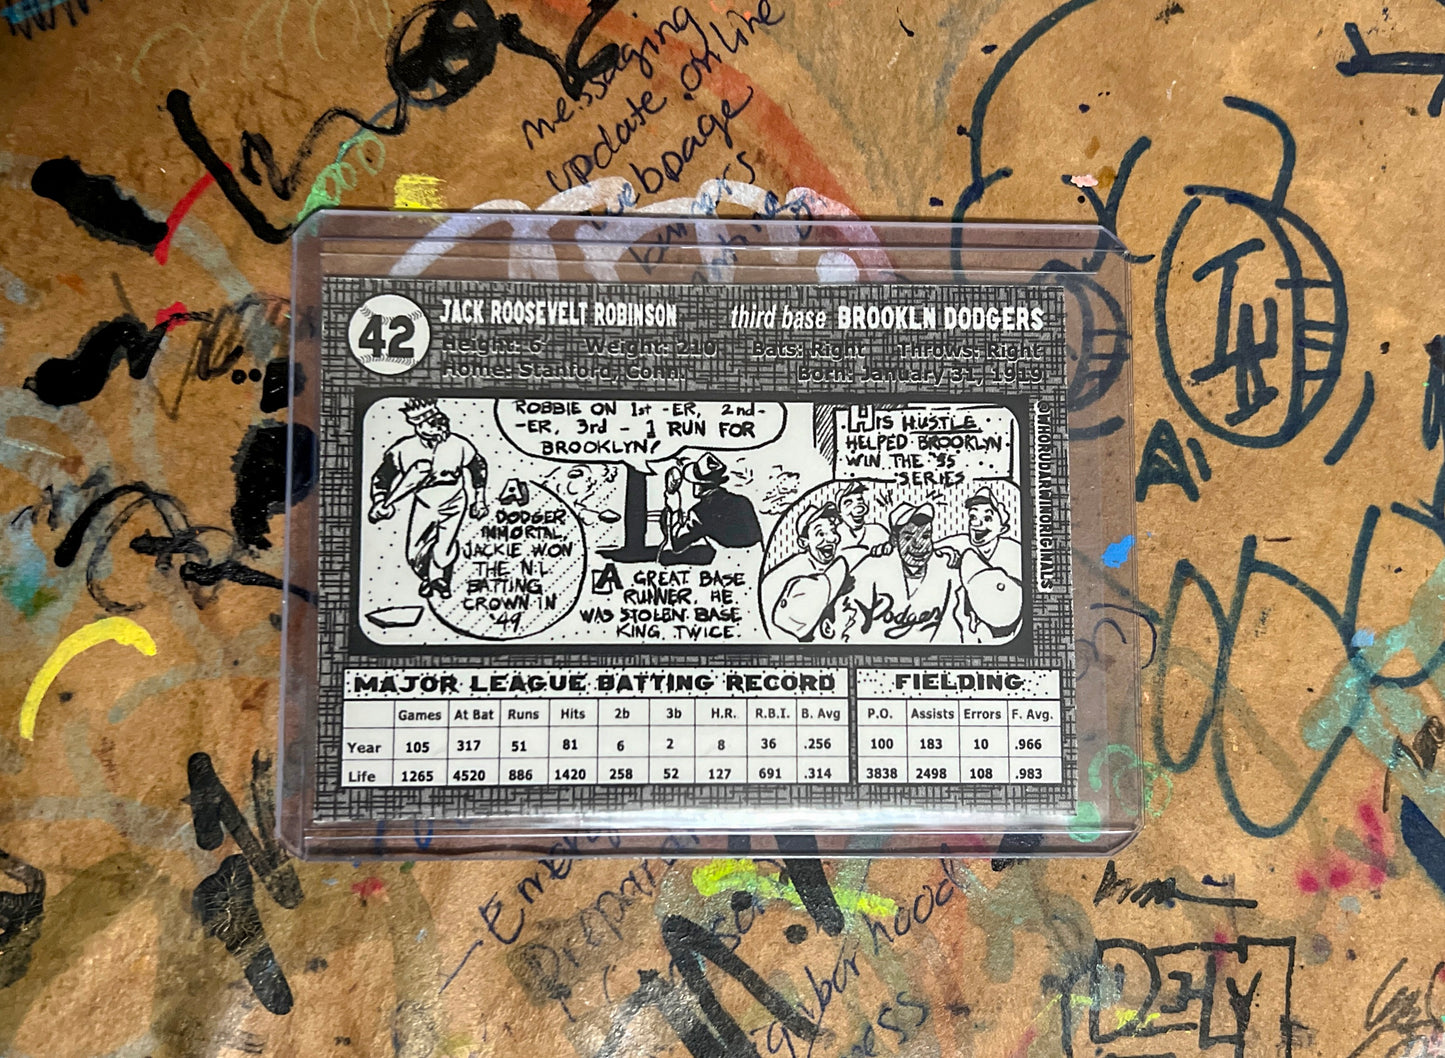 messaging
update online
webpage
42
JACK ROOSEVELT ROBINSON third base BROOKLN DODGERS
Height: 6' Weight: 210 Bats: Right Throws: Right
Home: Stanford, Conn. Born: January 31, 1919
ROBBIE ON 1st -ER, 2nd-
-ER, 3rd - 1 RUN FOR
BROOKLYN!
A
DODGER
IMMORTAL,
JACKIE WON
THE N.L.
BATTING
CROWN IN
'49
A GREAT BASE
RUNNER, HE
WAS STOLEN BASE
KING TWICE.
HIS HUSTLE
HELPED BROOKLYN
WIN THE '55
SERIES
Dodgers
©WHORUDARWINORGINALS
MAJOR LEAGUE BATTING RECORD FIELDING
Games At Bat Runs Hits 2b 3b H.R. R.B.I. B. Avg P.O. Assists Errors F. Avg.
Year 105 317 51 81 6 2 8 36 .256 100 183 10 .966
Life 1265 4520 886 1420 258 52 127 691 .314 3838 2498 108 .983